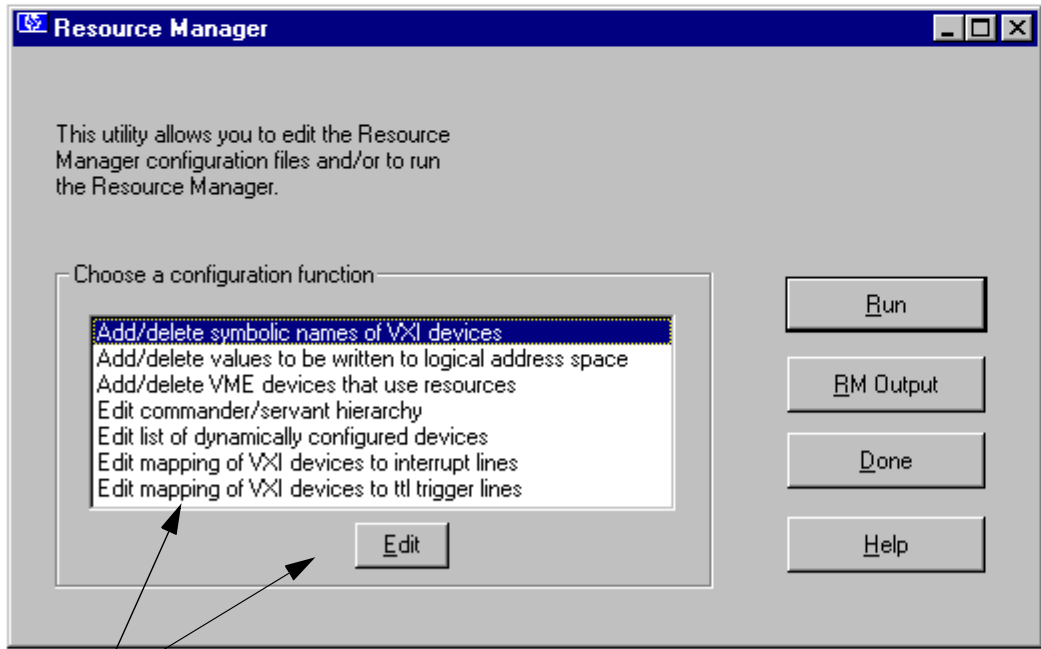 Resource Manager
This utility allows you to edit the Resource
Manager configuration files and/or to run
the Resource Manager.
Choose a configuration function
Add/delete symbolic names of VXI devices
Add/delete values to be written to logical address space
Add/delete VME devices that use resources
Edit commander/servant hierarchy
Edit list of dynamically configured devices
Edit mapping of VXI devices to interrupt lines
Edit mapping of VXI devices to ttl trigger lines
Edit
Run
RM Output
Done
Help